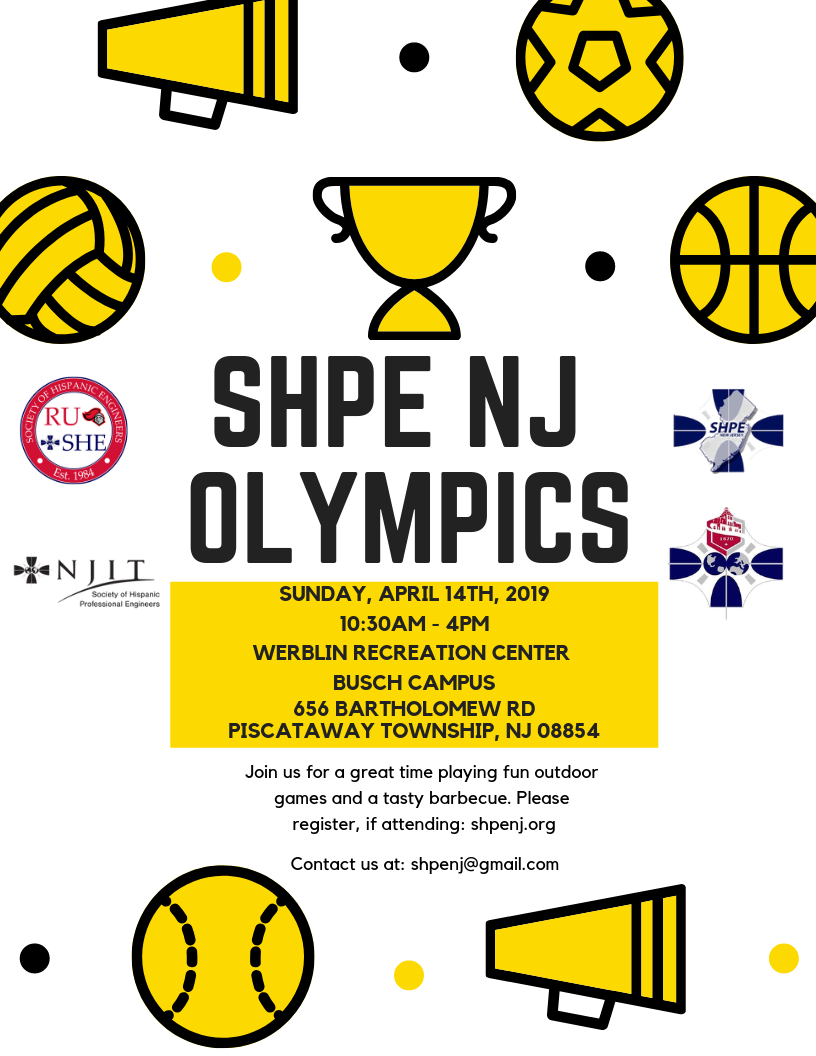 SOCIETY OF HISPANIC ENGINEERS
RU
SHE
Est. 1984
SHPE NJ
OLYMPICS
SHPE
NEW JERSEY
1870
NJIT
Society of Hispanic
Professional Engineers
SUNDAY, APRIL 14TH, 2019
10:30AM - 4PM
WERBLIN RECREATION CENTER
BUSCH CAMPUS
656 BARTHOLOMEW RD
PISCATAWAY TOWNSHIP, NJ 08854
Join us for a great time playing fun outdoor
games and a tasty barbecue. Please
register, if attending: shpenj.org
Contact us at: shpenj@gmail.com